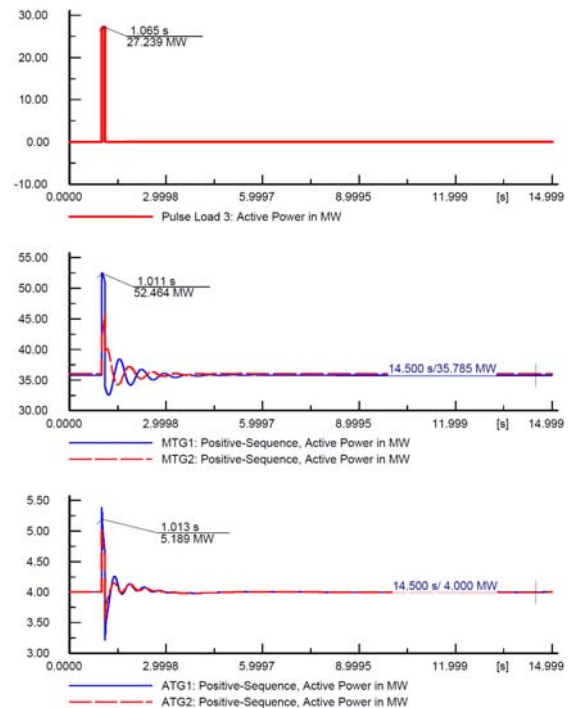 30.00
1.065 s
27.239 MW
20.00
10.00
0.00
-10.00
0.0000 2.9998 5.9997 8.9995 11.999 [s] 14.999
Pulse Load 3: Active Power in MW
55.00
1.011 s
52.464 MW
50.00
45.00
40.00
14.500 s/35.785 MW
35.00
30.00
0.0000 2.9998 5.9997 8.9995 11.999 [s] 14.999
MTG1: Positive-Sequence, Active Power in MW
MTG2: Positive-Sequence, Active Power in MW
5.50
1.013 s
5.189 MW
5.00
4.50
14.500 s/ 4.000 MW
4.00
3.50
3.00
0.0000 2.9998 5.9997 8.9995 11.999 [s] 14.999
ATG1: Positive-Sequence, Active Power in MW
ATG2: Positive-Sequence, Active Power in MW